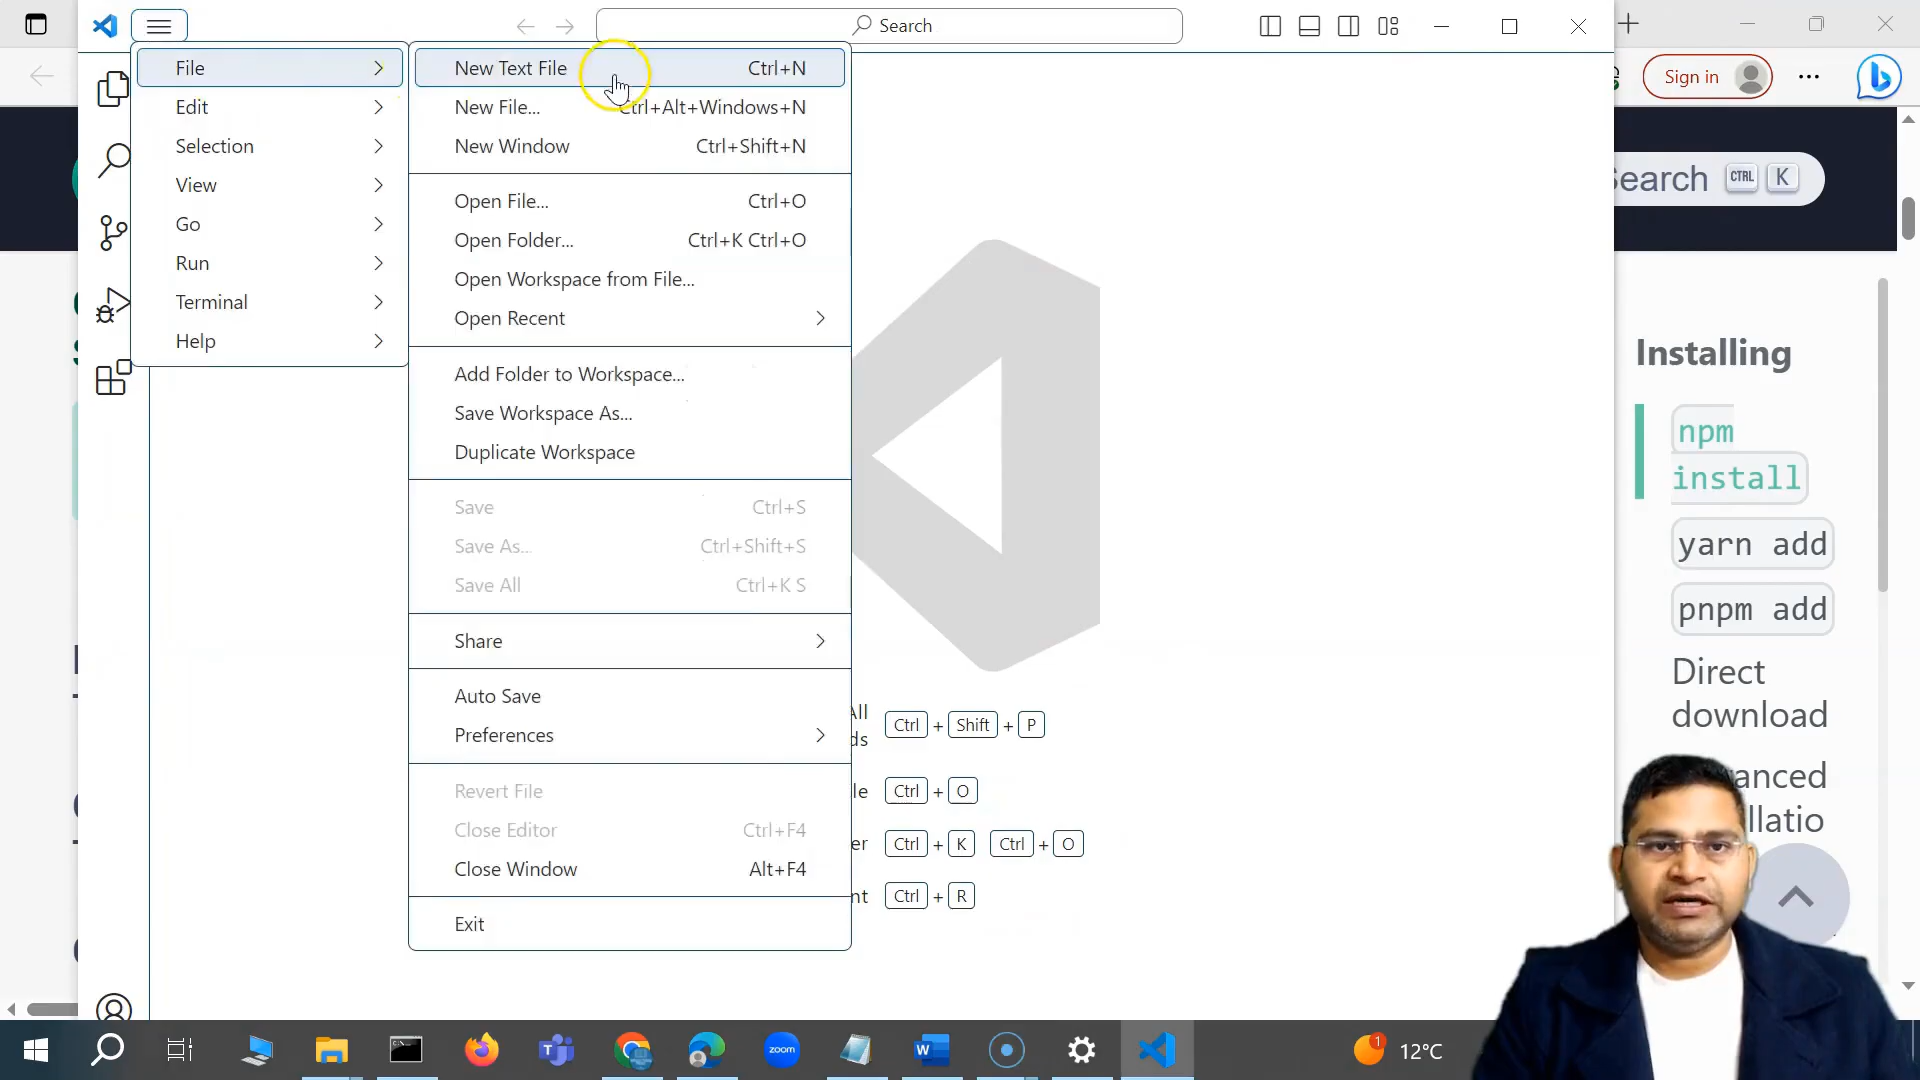 Search
File
Edit
Selection
View
Go
Run
Terminal
Help
New Text File Ctrl+N
New File... Ctrl+Alt+Windows+N
New Window Ctrl+Shift+N
Open File... Ctrl+O
Open Folder... Ctrl+K Ctrl+O
Open Workspace from File...
Open Recent
Add Folder to Workspace...
Save Workspace As...
Duplicate Workspace
Save Ctrl+S
Save As... Ctrl+Shift+S
Save All Ctrl+K S
Share
Auto Save
Preferences
Revert File
Close Editor Ctrl+F4
Close Window Alt+F4
Exit
Ctrl + Shift + P
Ctrl + O
Ctrl + K Ctrl + O
Ctrl + R
Sign in
Search CTRL K
Installing
npm
install
yarn add
pnpm add
Direct
download
zoom
W
1
12°C